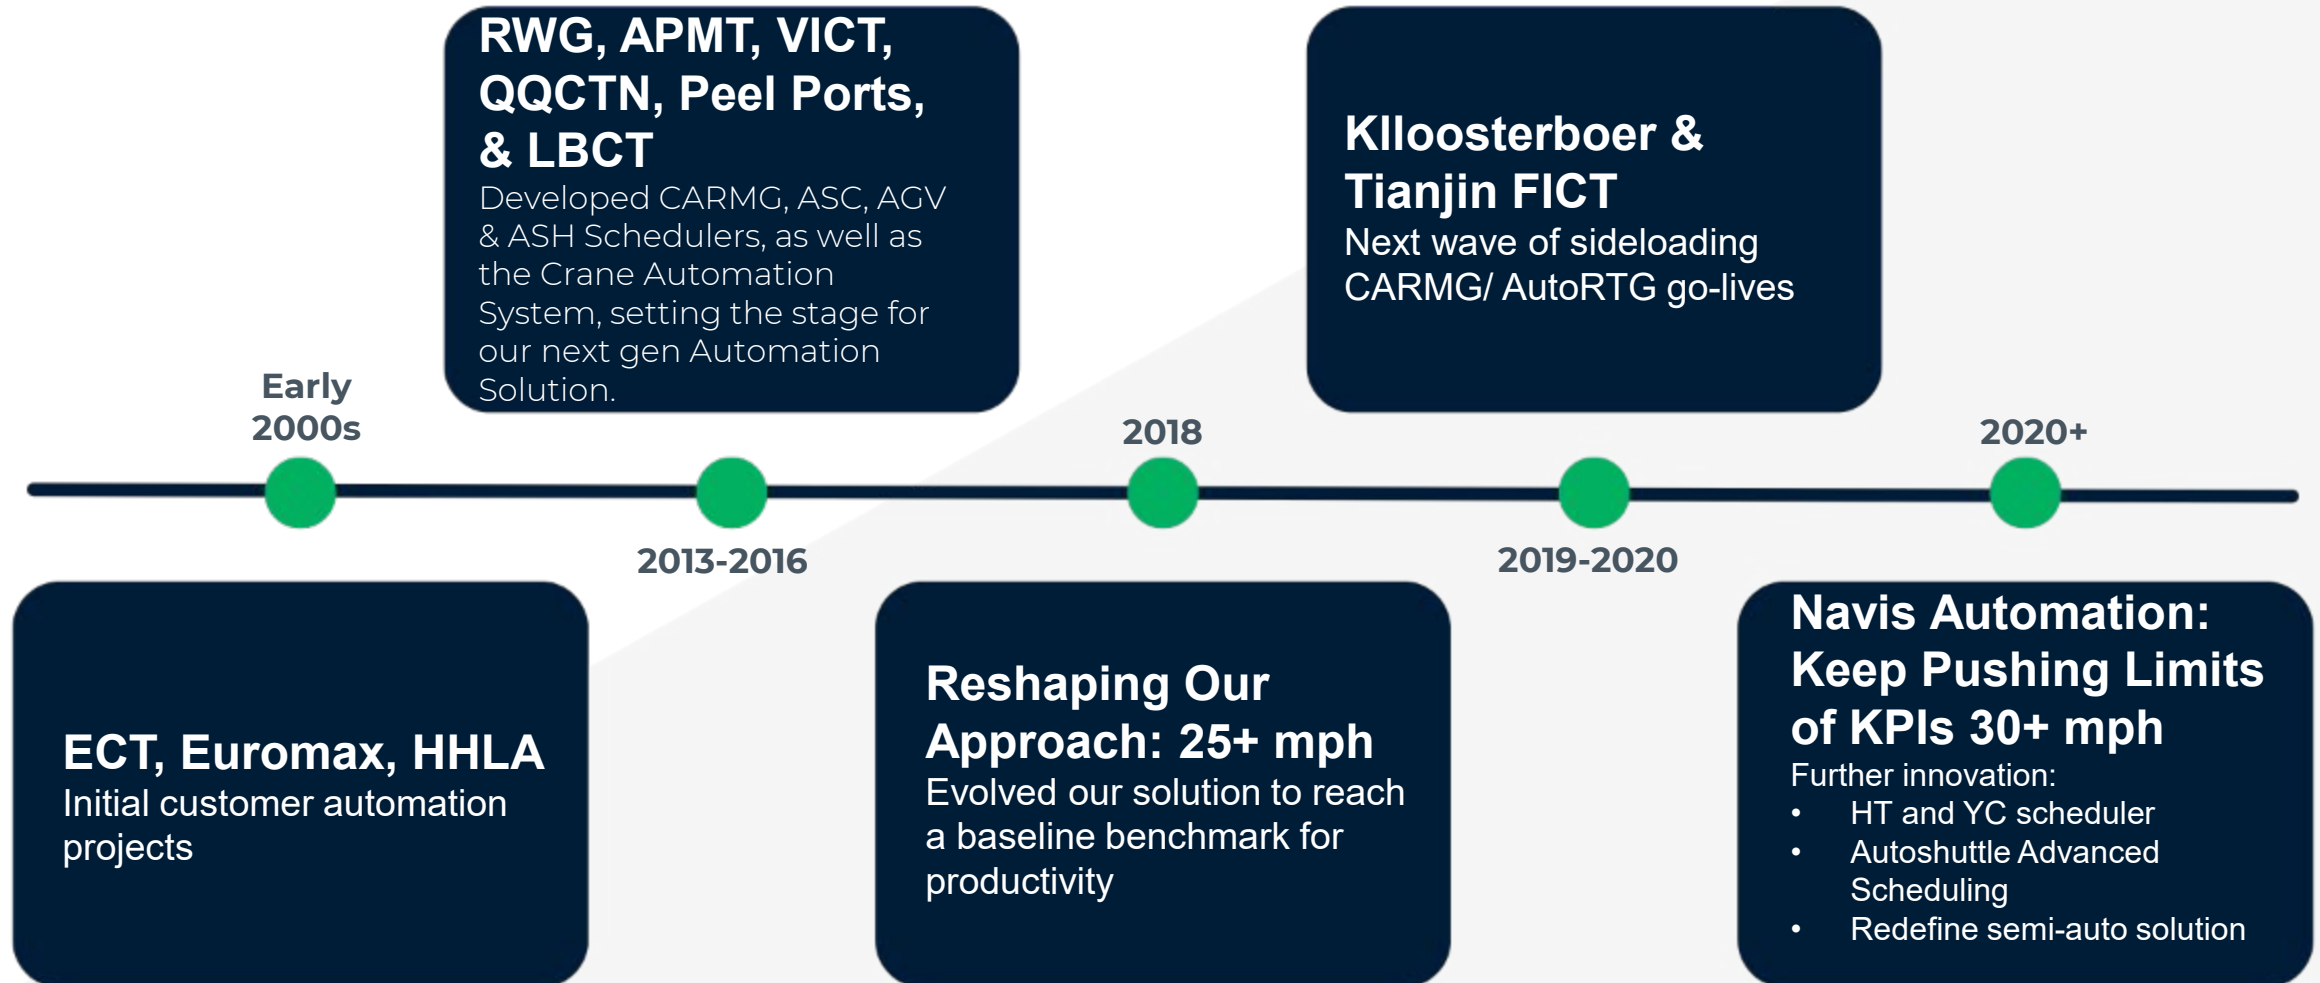 Early
2000s
ECT, Euromax, HHLA
Initial customer automation
projects
RWG, APMT, VICT,
QQCTN, Peel Ports,
& LBCT
Developed CARMG, ASC, AGV
& ASH Schedulers, as well as
the Crane Automation
System, setting the stage for
our next gen Automation
Solution.
2013-2016
2018
Reshaping Our
Approach: 25+ mph
Evolved our solution to reach
a baseline benchmark for
productivity
Klloosterboer &
Tianjin FICT
Next wave of sideloading
CARMG/ AutoRTG go-lives
2019-2020
2020+
Navis Automation:
Keep Pushing Limits
of KPIs 30+ mph
Further innovation:
• HT and YC scheduler
• Autoshuttle Advanced
Scheduling
• Redefine semi-auto solution